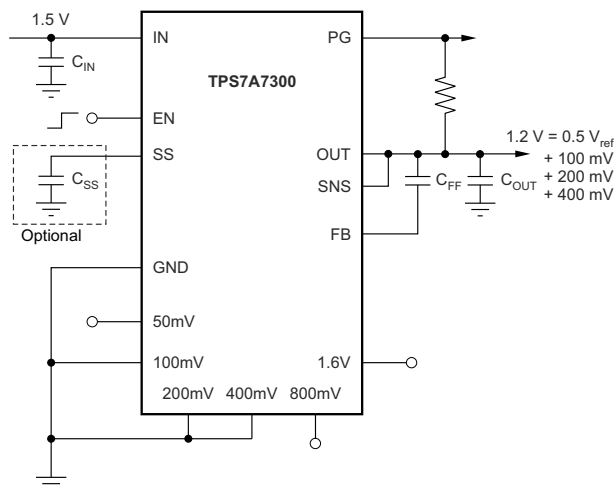 1.5 V
IN
PG
C_IN
TPS7A7300
EN
SS
OUT
1.2 V = 0.5 V_ref
+ 100 mV
+ 200 mV
+ 400 mV
C_SS
SNS
C_FF
C_OUT
Optional
FB
GND
50mV
100mV
1.6V
200mV 400mV 800mV